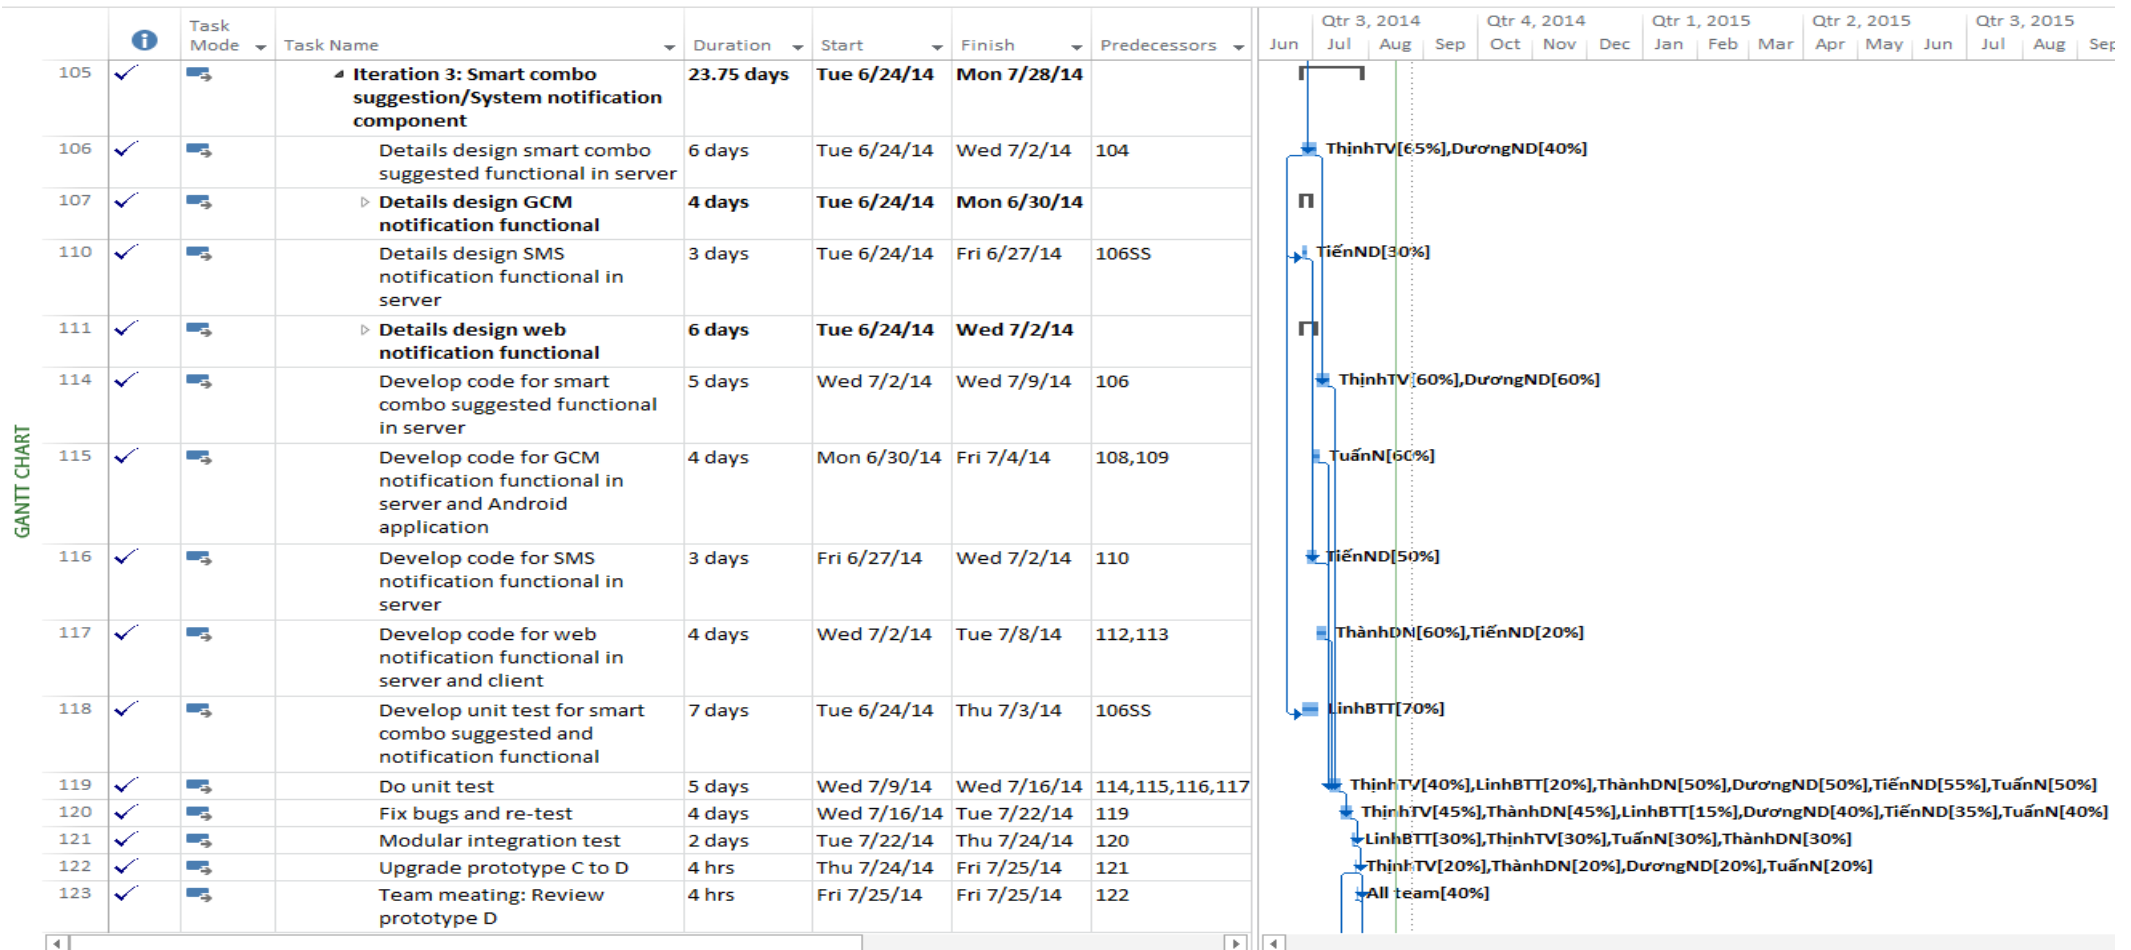 GANTT CHART
Task Mode
Task Name
Duration
Start
Finish
Predecessors
Qtr 3, 2014
Qtr 4, 2014
Qtr 1, 2015
Qtr 2, 2015
Qtr 3, 2015
Jun Jul Aug Sep Oct Nov Dec Jan Feb Mar Apr May Jun Jul Aug Sep
105 Iteration 3: Smart combo 23.75 days Tue 6/24/14 Mon 7/28/14
suggestion/System notification
component
106 Details design smart combo 6 days Tue 6/24/14 Wed 7/2/14 104 ThịnhTV[65%],DươngND[40%]
suggested functional in server
107 Details design GCM 4 days Tue 6/24/14 Mon 6/30/14
notification functional
110 Details design SMS 3 days Tue 6/24/14 Fri 6/27/14 106SS TiếnND[30%]
notification functional in
server
111 Details design web 6 days Tue 6/24/14 Wed 7/2/14
notification functional
114 Develop code for smart 5 days Wed 7/2/14 Wed 7/9/14 106 ThịnhTV[60%],DươngND[60%]
combo suggested functional
in server
115 Develop code for GCM 4 days Mon 6/30/14 Fri 7/4/14 108,109 TuấnN[60%]
notification functional in
server and Android
application
116 Develop code for SMS 3 days Fri 6/27/14 Wed 7/2/14 110 TiếnND[50%]
notification functional in
server
117 Develop code for web 4 days Wed 7/2/14 Tue 7/8/14 112,113 ThànhDN[60%],TiếnND[20%]
notification functional in
server and client
118 Develop unit test for smart 7 days Tue 6/24/14 Thu 7/3/14 106SS LinhBTT[70%]
combo suggested and
notification functional
119 Do unit test 5 days Wed 7/9/14 Wed 7/16/14 114,115,116,117 ThịnhTV[40%],LinhBTT[20%],ThànhDN[50%],DươngND[50%],TiếnND[55%],TuấnN[50%]
120 Fix bugs and re-test 4 days Wed 7/16/14 Tue 7/22/14 119 ThịnhTV[45%],ThànhDN[45%],LinhBTT[15%],DươngND[40%],TiếnND[35%],TuấnN[40%]
121 Modular integration test 2 days Tue 7/22/14 Thu 7/24/14 120 LinhBTT[30%],ThịnhTV[30%],TuấnN[30%],ThànhDN[30%]
122 Upgrade prototype C to D 4 hrs Thu 7/24/14 Fri 7/25/14 121 ThịnhTV[20%],ThànhDN[20%],DươngND[20%],TuấnN[20%]
123 Team meating: Review 4 hrs Fri 7/25/14 Fri 7/25/14 122 All team[40%]
prototype D